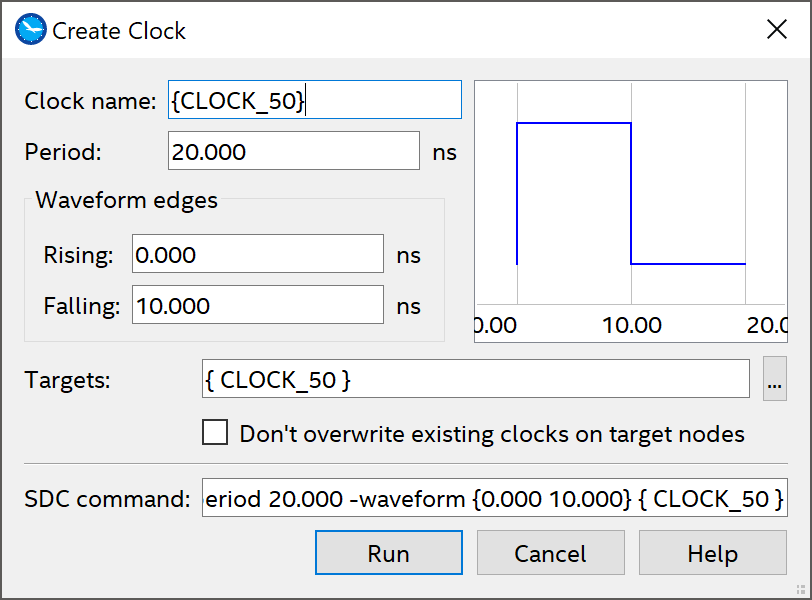 Create Clock
Clock name: {CLOCK_50}
Period: 20.000 ns
Waveform edges
Rising: 0.000 ns
Falling: 10.000 ns
0.00 10.00 20.0
Targets: { CLOCK_50 } ...
Don't overwrite existing clocks on target nodes
SDC command: eriod 20.000 -waveform {0.000 10.000} { CLOCK_50 }
Run Cancel Help